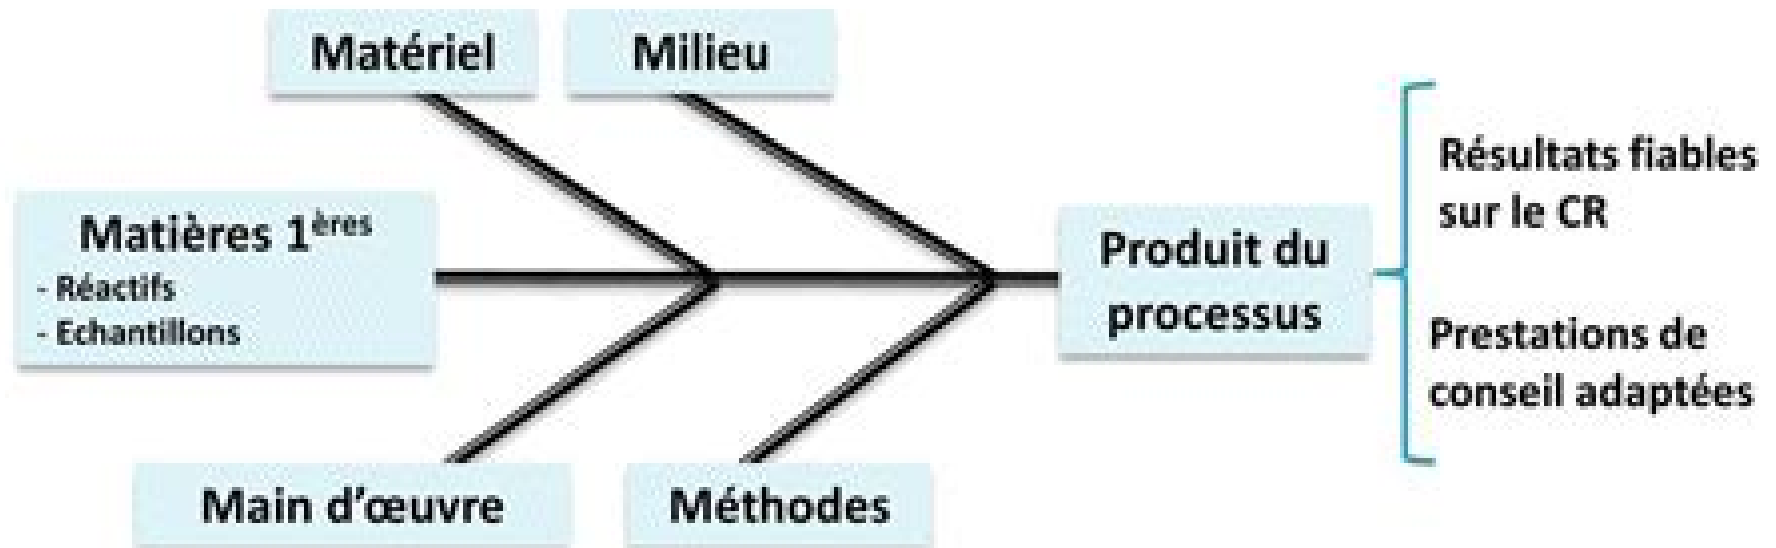 Matériel
Milieu
Matières 1ères
- Réactifs
- Echantillons
Produit du
processus
Résultats fiables
sur le CR
Prestations de
conseil adaptées
Main d'œuvre
Méthodes